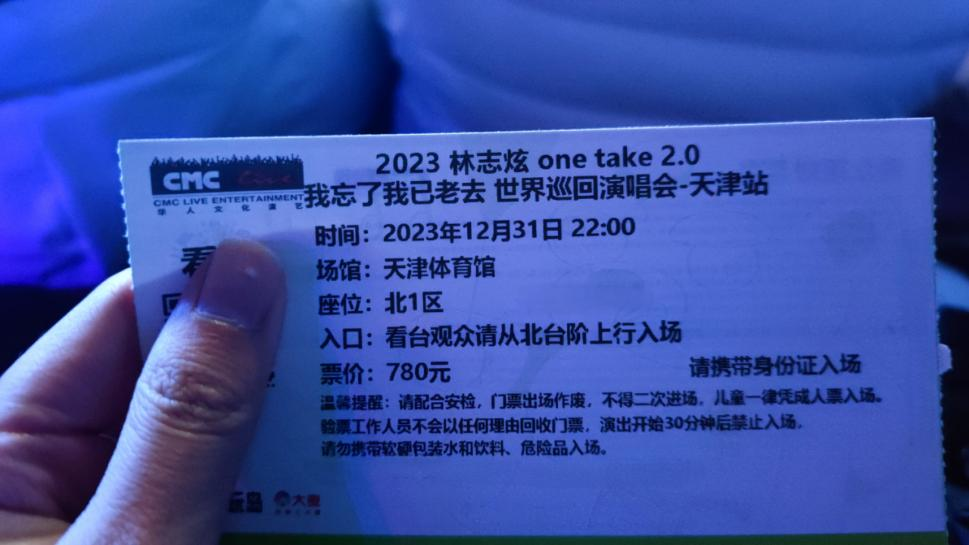 2023 林志炫 one take 2.0
我忘了我已老去 世界巡回演唱会-天津站
CMC Live
CMC LIVE ENTERTAINMENT
华人文化演艺
时间：2023年12月31日 22:00
看
场馆：天津体育馆
座位：北1区
入口：看台观众请从北台阶上行入场
票价：780元
请携带身份证入场
温馨提醒：请配合安检，门票出场作废，不得二次进场，儿童一律凭成人票入场。
验票工作人员不会以任何理由回收门票，演出开始30分钟后禁止入场，
请勿携带软硬包装水和饮料、危险品入场。
玩岛
大麦